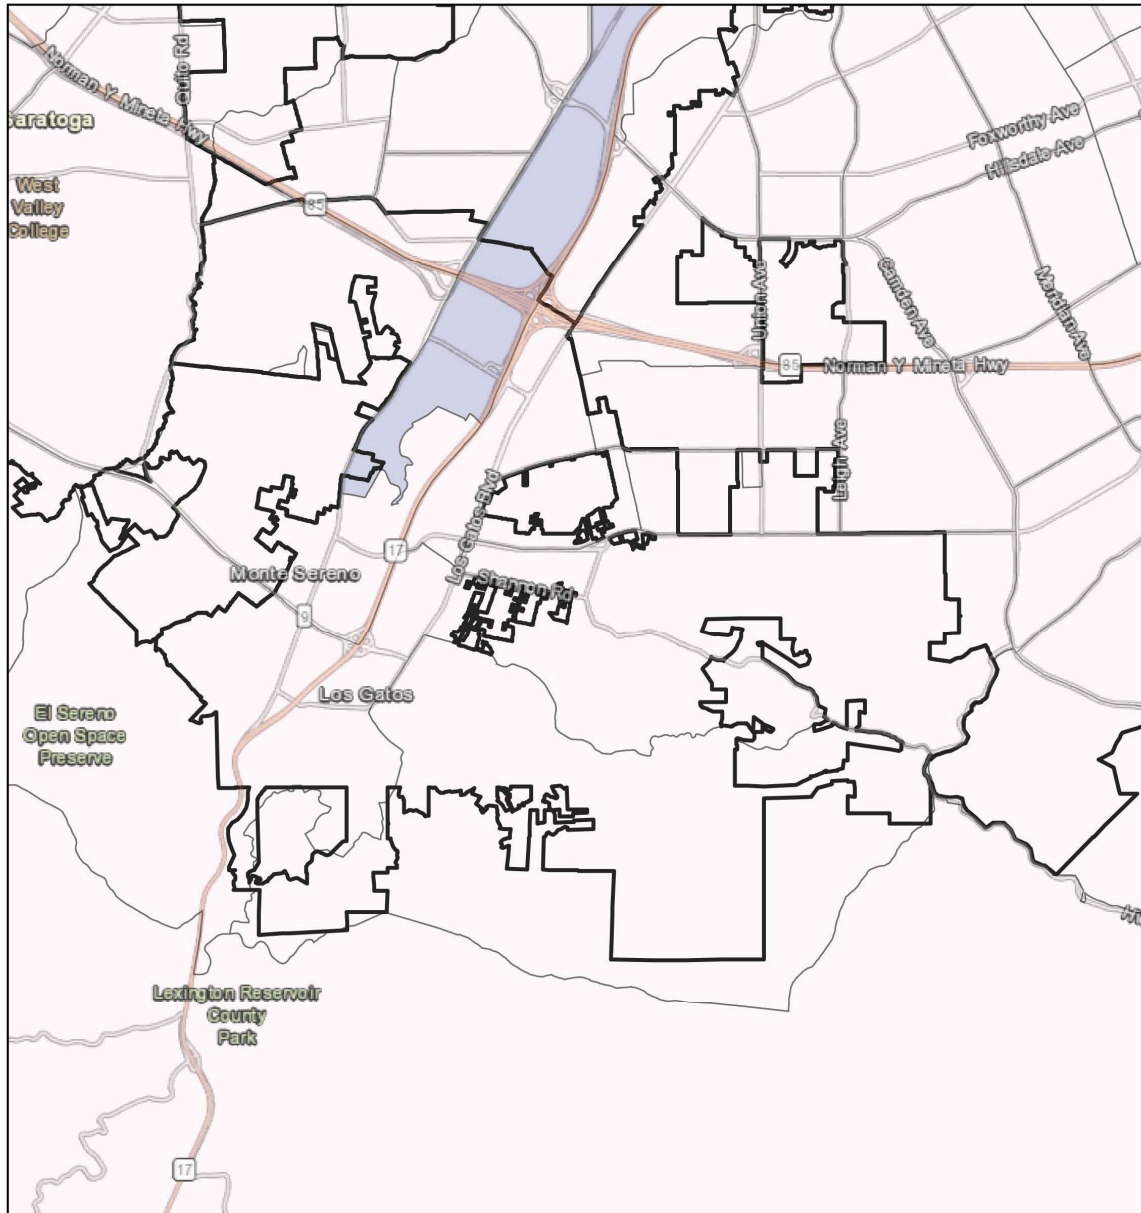 Quito Rd
Norman Y Mineta Hwy
Saratoga
Foxworthy Ave
Hillsdale Ave
West
Valley
College
85
Union Ave
Camden Ave
Meridian Ave
85
Norman Y Mineta Hwy
Leigh Ave
Los Gatos Blvd
17
Monte Sereno
Shannon Rd
9
Los Gatos
El Sereno
Open Space
Preserve
Lexington Reservoir
County
Park
17